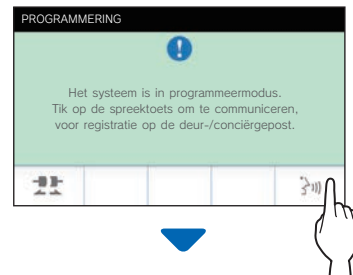 PROGRAMMERING
Het systeem is in programmeermodus.
Tik op de spreektoets om te communiceren,
voor registratie op de deur-/conciërgepost.